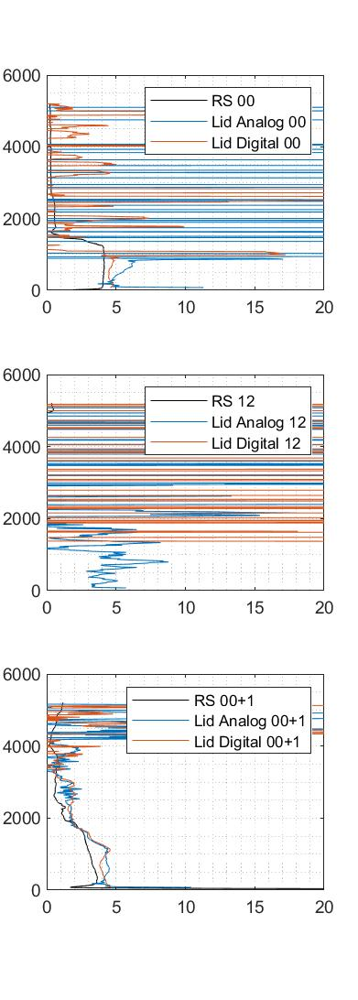 6000
4000
2000
0
RS 00
Lid Analog 00
Lid Digital 00
0 5 10 15 20
6000
4000
2000
0
RS 12
Lid Analog 12
Lid Digital 12
0 5 10 15 20
6000
4000
2000
0
RS 00+1
Lid Analog 00+1
Lid Digital 00+1
0 5 10 15 20